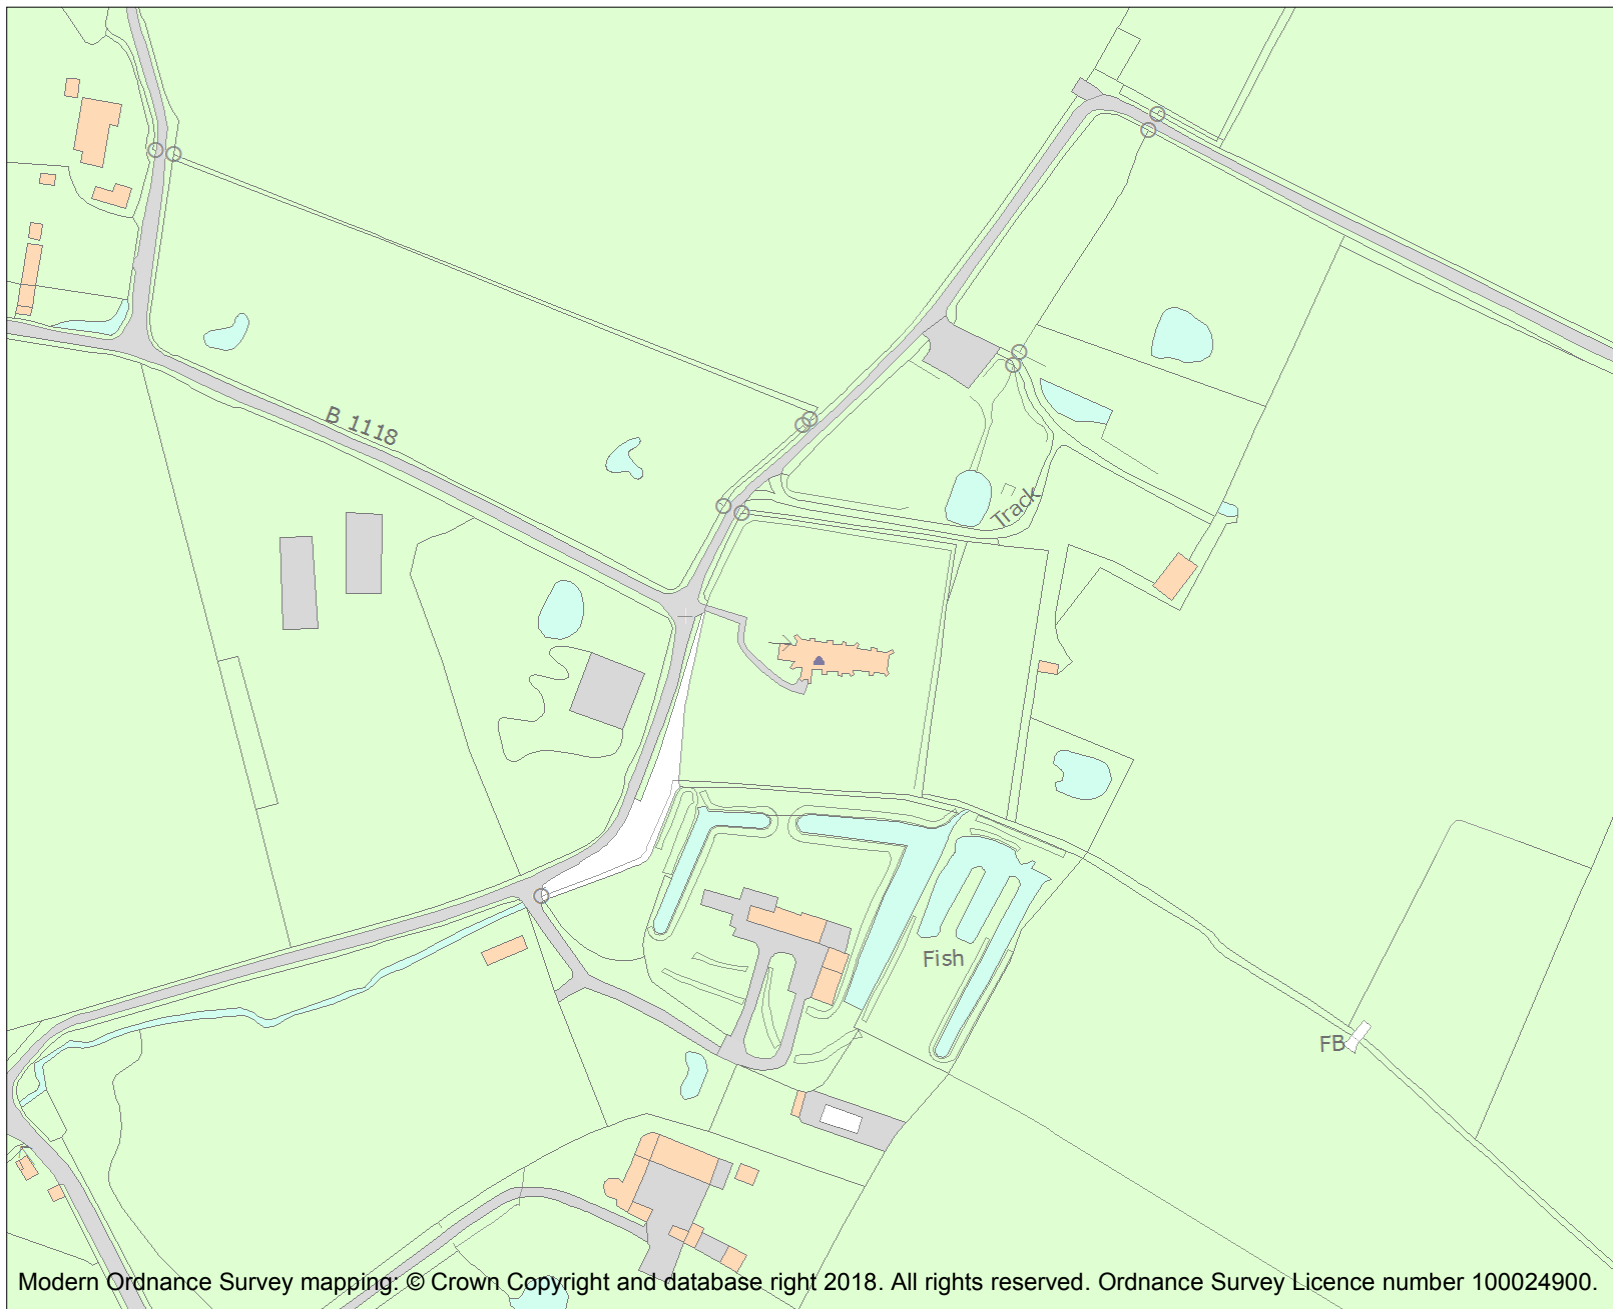 B 1118
Track
Fish
FB
Modern Ordnance Survey mapping: © Crown Copyright and database right 2018. All rights reserved. Ordnance Survey Licence number 100024900.